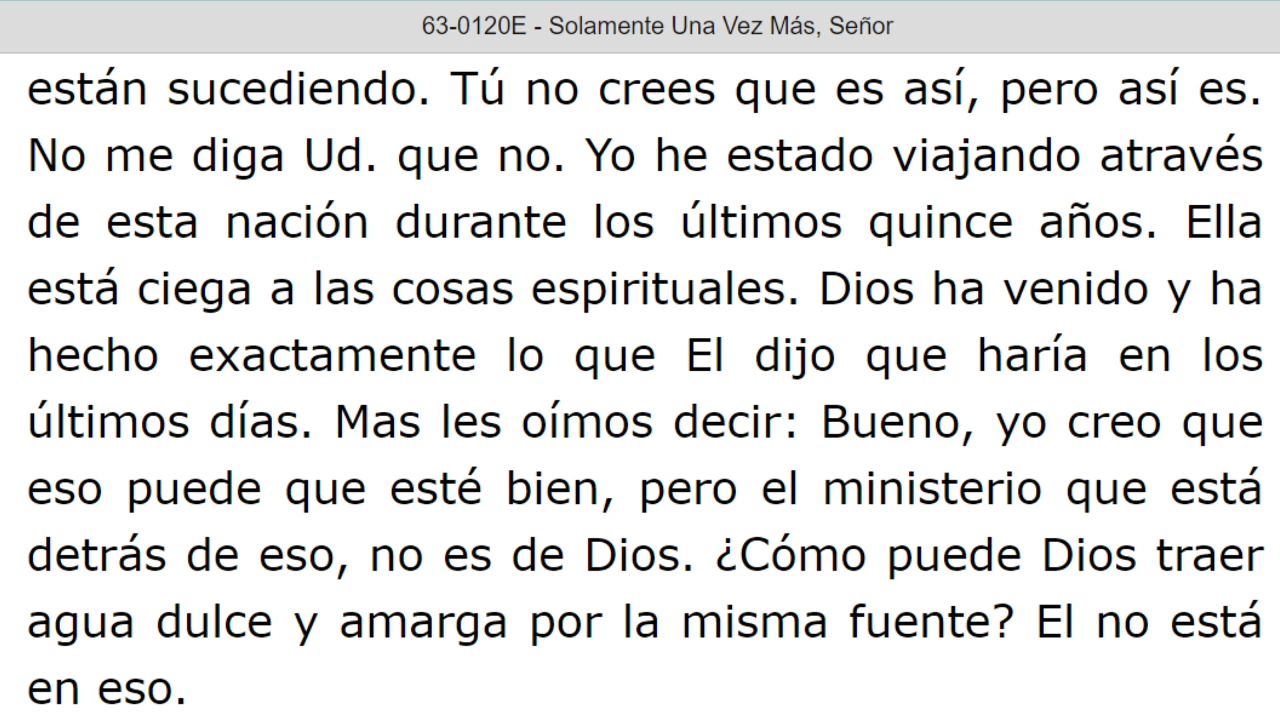 63-0120E - Solamente Una Vez Más, Señor
están sucediendo. Tú no crees que es así, pero así es.
No me diga Ud. que no. Yo he estado viajando através
de esta nación durante los últimos quince años. Ella
está ciega a las cosas espirituales. Dios ha venido y ha
hecho exactamente lo que El dijo que haría en los
últimos días. Mas les oímos decir: Bueno, yo creo que
eso puede que esté bien, pero el ministerio que está
detrás de eso, no es de Dios. ¿Cómo puede Dios traer
agua dulce y amarga por la misma fuente? El no está
en eso.